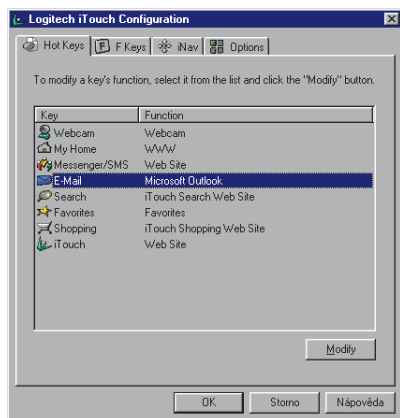 Logitech iTouch Configuration
Hot Keys F F Keys iNav Options
To modify a key's function, select it from the list and click the "Modify" button.
Key Function
Webcam Webcam
My Home WWW
Messenger/SMS Web Site
E-Mail Microsoft Outlook
Search iTouch Search Web Site
Favorites Favorites
Shopping iTouch Shopping Web Site
iTouch Web Site
Modify
OK Storno Nápověda